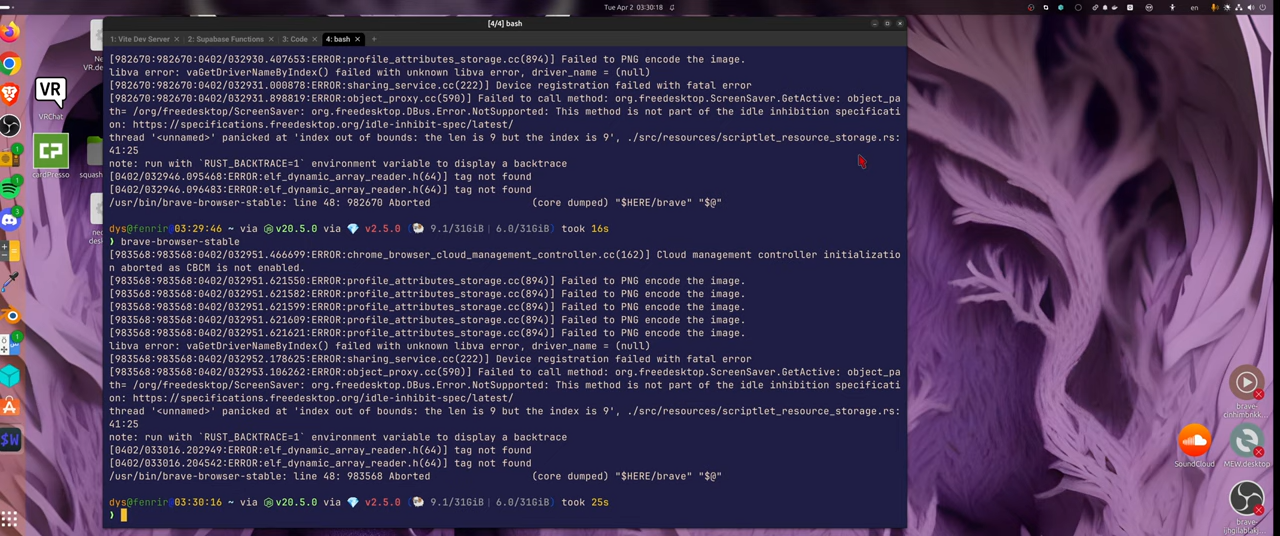 Tue Apr 2 03:30:18
en
[4/4] bash
1: Vite Dev Server × 2: Supabase Functions × 3: Code × 4: bash × +
[982670:982670:0402/032930.407653:ERROR:profile_attributes_storage.cc(894)] Failed to PNG encode the image.
libva error: vaGetDriverNameByIndex() failed with unknown libva error, driver_name = (null)
[982670:982670:0402/032931.000878:ERROR:sharing_service.cc(222)] Device registration failed with fatal error
[982670:982670:0402/032931.898819:ERROR:object_proxy.cc(590)] Failed to call method: org.freedesktop.ScreenSaver.GetActive: object_pa
th= /org/freedesktop/ScreenSaver: org.freedesktop.DBus.Error.NotSupported: This method is not part of the idle inhibition specificati
on: https://specifications.freedesktop.org/idle-inhibit-spec/latest/
thread '<unnamed>' panicked at 'index out of bounds: the len is 9 but the index is 9', ./src/resources/scriptlet_resource_storage.rs:
41:25
note: run with `RUST_BACKTRACE=1` environment variable to display a backtrace
[0402/032946.095468:ERROR:elf_dynamic_array_reader.h(64)] tag not found
[0402/032946.096483:ERROR:elf_dynamic_array_reader.h(64)] tag not found
/usr/bin/brave-browser-stable: line 48: 982670 Aborted (core dumped) "$HERE/brave" "$@"
dys@fenrir 03:29:46 ~ via v20.5.0 via v2.5.0 ( 9.1/31GiB | 6.0/31GiB) took 16s
❯ brave-browser-stable
[983568:983568:0402/032951.466699:ERROR:chrome_browser_cloud_management_controller.cc(162)] Cloud management controller initializatio
n aborted as CBCM is not enabled.
[983568:983568:0402/032951.621550:ERROR:profile_attributes_storage.cc(894)] Failed to PNG encode the image.
[983568:983568:0402/032951.621582:ERROR:profile_attributes_storage.cc(894)] Failed to PNG encode the image.
[983568:983568:0402/032951.621599:ERROR:profile_attributes_storage.cc(894)] Failed to PNG encode the image.
[983568:983568:0402/032951.621609:ERROR:profile_attributes_storage.cc(894)] Failed to PNG encode the image.
[983568:983568:0402/032951.621621:ERROR:profile_attributes_storage.cc(894)] Failed to PNG encode the image.
libva error: vaGetDriverNameByIndex() failed with unknown libva error, driver_name = (null)
[983568:983568:0402/032952.178625:ERROR:sharing_service.cc(222)] Device registration failed with fatal error
[983568:983568:0402/032953.106262:ERROR:object_proxy.cc(590)] Failed to call method: org.freedesktop.ScreenSaver.GetActive: object_pa
th= /org/freedesktop/ScreenSaver: org.freedesktop.DBus.Error.NotSupported: This method is not part of the idle inhibition specificati
on: https://specifications.freedesktop.org/idle-inhibit-spec/latest/
thread '<unnamed>' panicked at 'index out of bounds: the len is 9 but the index is 9', ./src/resources/scriptlet_resource_storage.rs:
41:25
note: run with `RUST_BACKTRACE=1` environment variable to display a backtrace
[0402/033016.202949:ERROR:elf_dynamic_array_reader.h(64)] tag not found
[0402/033016.204542:ERROR:elf_dynamic_array_reader.h(64)] tag not found
/usr/bin/brave-browser-stable: line 48: 983568 Aborted (core dumped) "$HERE/brave" "$@"
dys@fenrir 03:30:16 ~ via v20.5.0 via v2.5.0 ( 9.1/31GiB | 6.0/31GiB) took 25s
❯
VR
VRChat
CP
cardPresso
SoundCloud
MEW.desktop
brave-